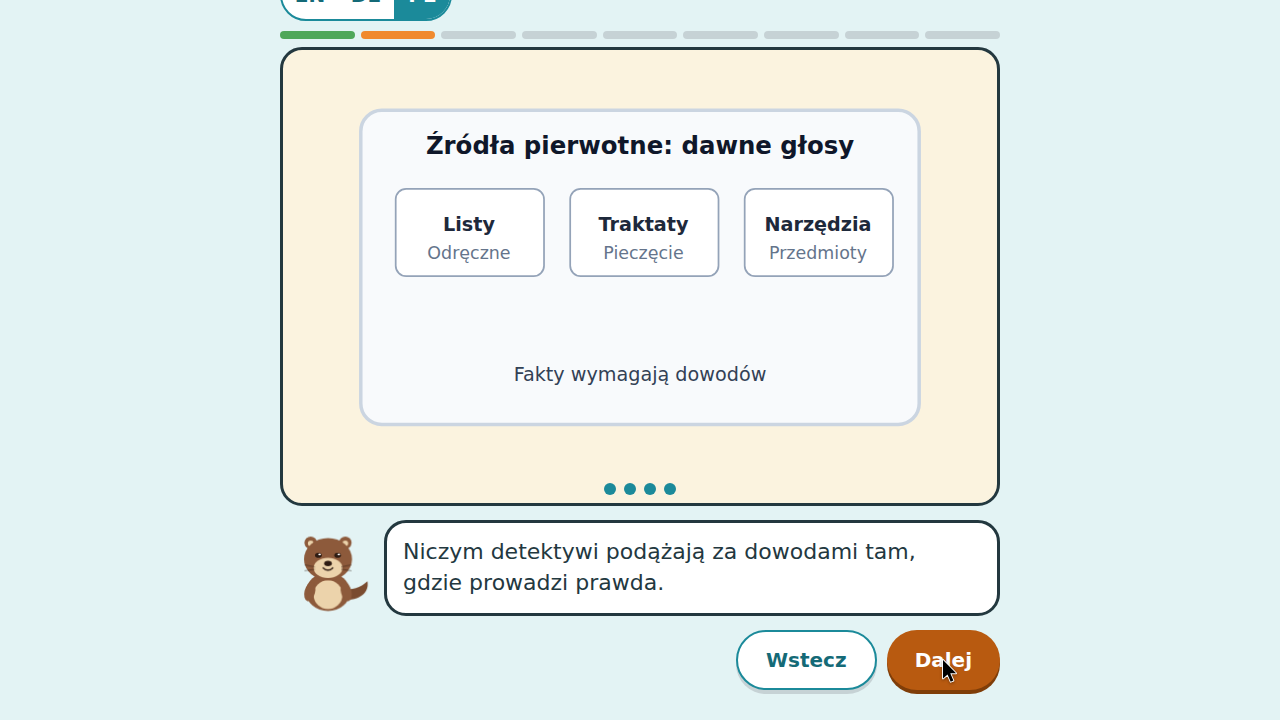 Źródła pierwotne: dawne głosy
Listy
Odręczne
Traktaty
Pieczęcie
Narzędzia
Przedmioty
Fakty wymagają dowodów
Niczym detektywi podążają za dowodami tam,
gdzie prowadzi prawda.
Wstecz
Dalej